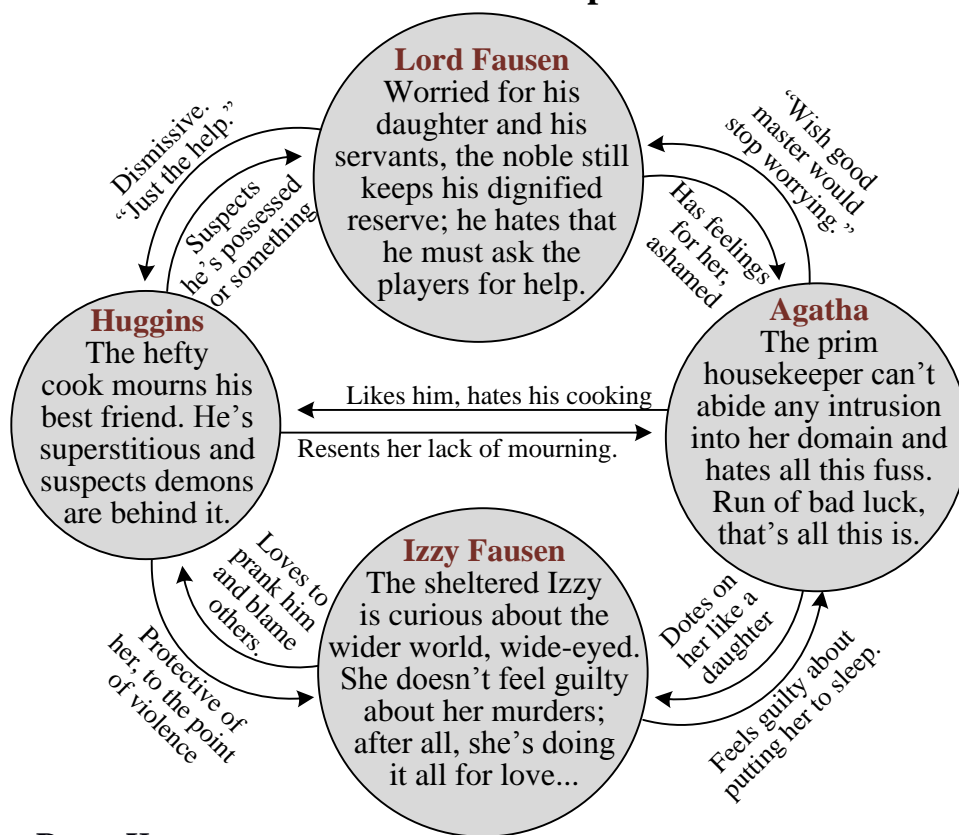 Lord Fausen
Worried for his
daughter and his
servants, the noble still
keeps his dignified
reserve; he hates that
he must ask the
players for help.
Dismissive.
“Just the help.”
Suspects
he’s possessed
or something
“Wish good
master would
stop worrying.”
Has feelings
for her,
ashamed
Huggins
The hefty
cook mourns his
best friend. He’s
superstitious and
suspects demons
are behind it.
Likes him, hates his cooking
Resents her lack of mourning.
Agatha
The prim
housekeeper can’t
abide any intrusion
into her domain and
hates all this fuss.
Run of bad luck,
that’s all this is.
Loves to
prank him
and blame
others.
Protective of
her, to the point
of violence
Izzy Fausen
The sheltered Izzy
is curious about the
wider world, wide-eyed.
She doesn’t feel guilty
about her murders;
after all, she’s doing
it all for love...
Dotes on
her like a
daughter
Feels guilty about
putting her to sleep.